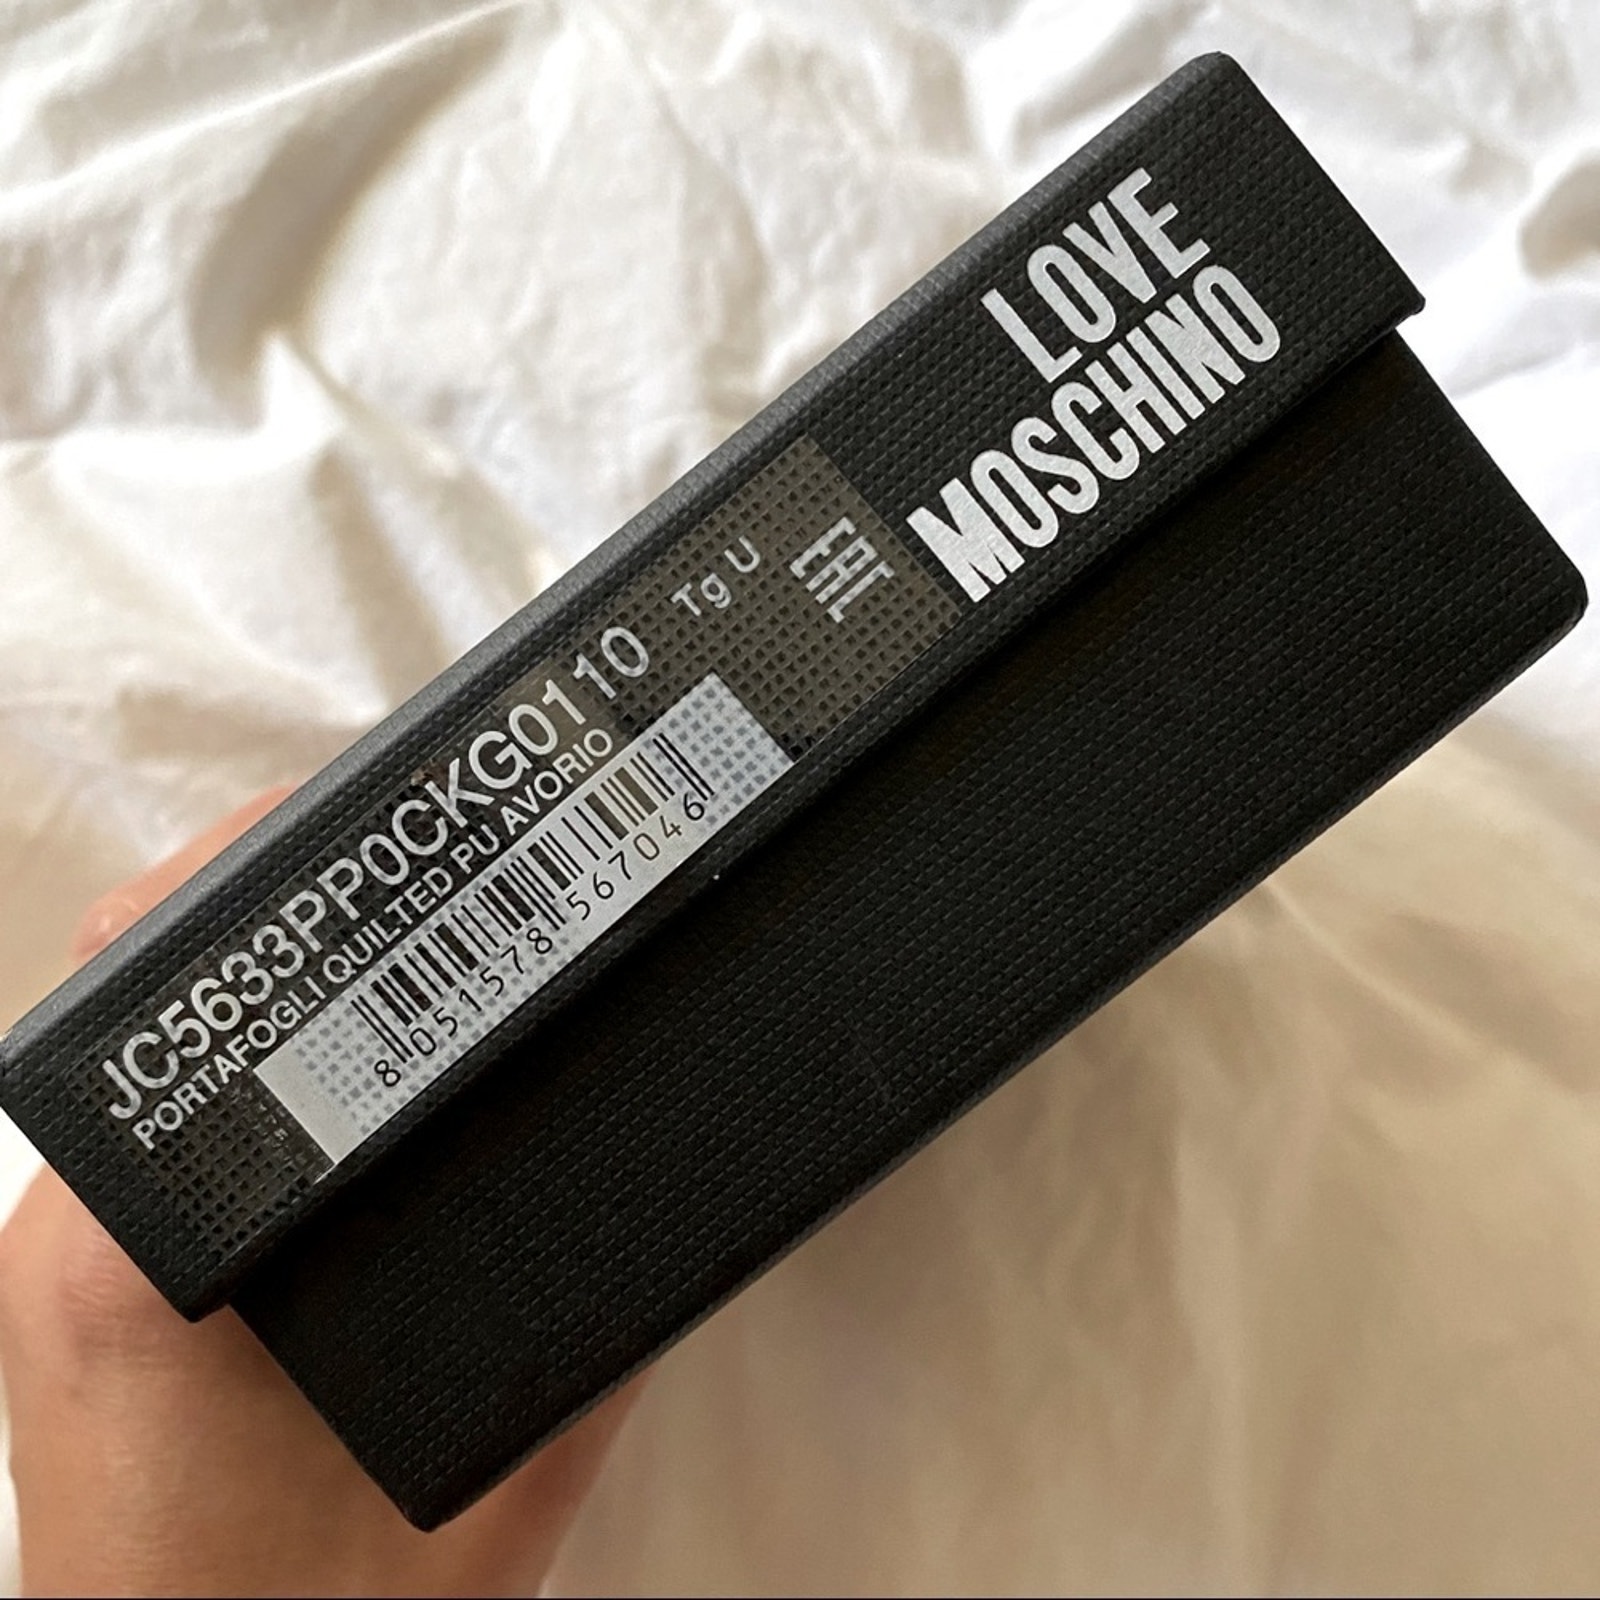 LOVE
MOSCHINO
JC5633PP0CKG0110 Tg U
EAC
PORTAFOGLI QUILTED PU AVORIO
8 051578 567046